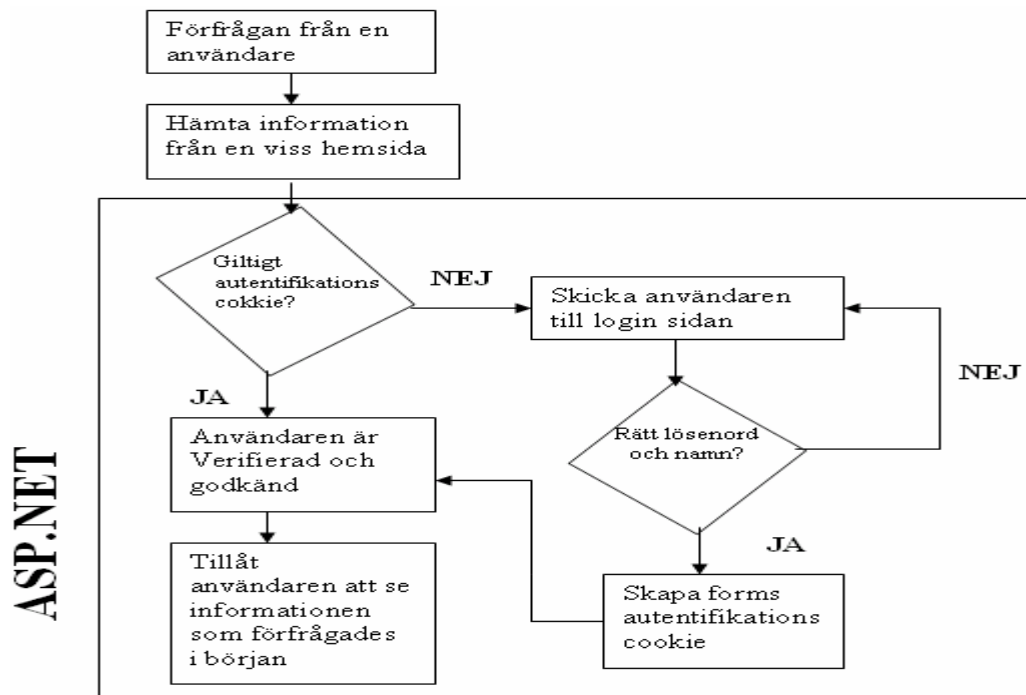 Förfrågan från en
användare
Hämta information
från en viss hemsida
Giltigt
autentifikations
cokkie?
NEJ
Skicka användaren
till login sidan
NEJ
JA
Rätt lösenord
och namn?
Användaren är
Verifierad och
godkänd
JA
Tillåt
användaren att se
informationen
som förfrågades
i början
Skapa forms
autentifikations
cookie
ASP.NET